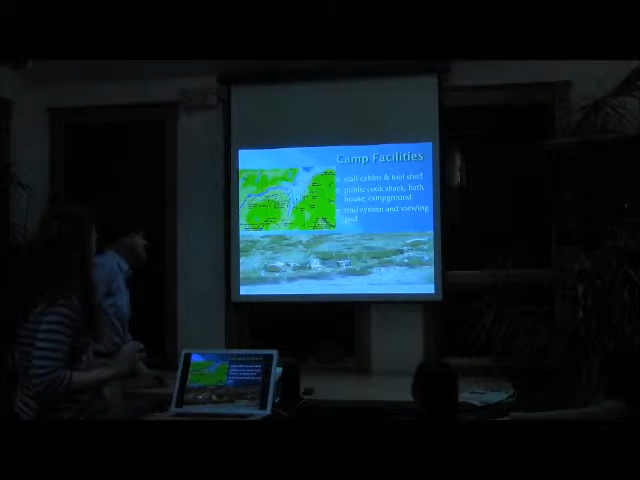 Camp Facilities
staff cabins & tool shed
public cook shack, bath
house, campground
trail system and viewing
pad